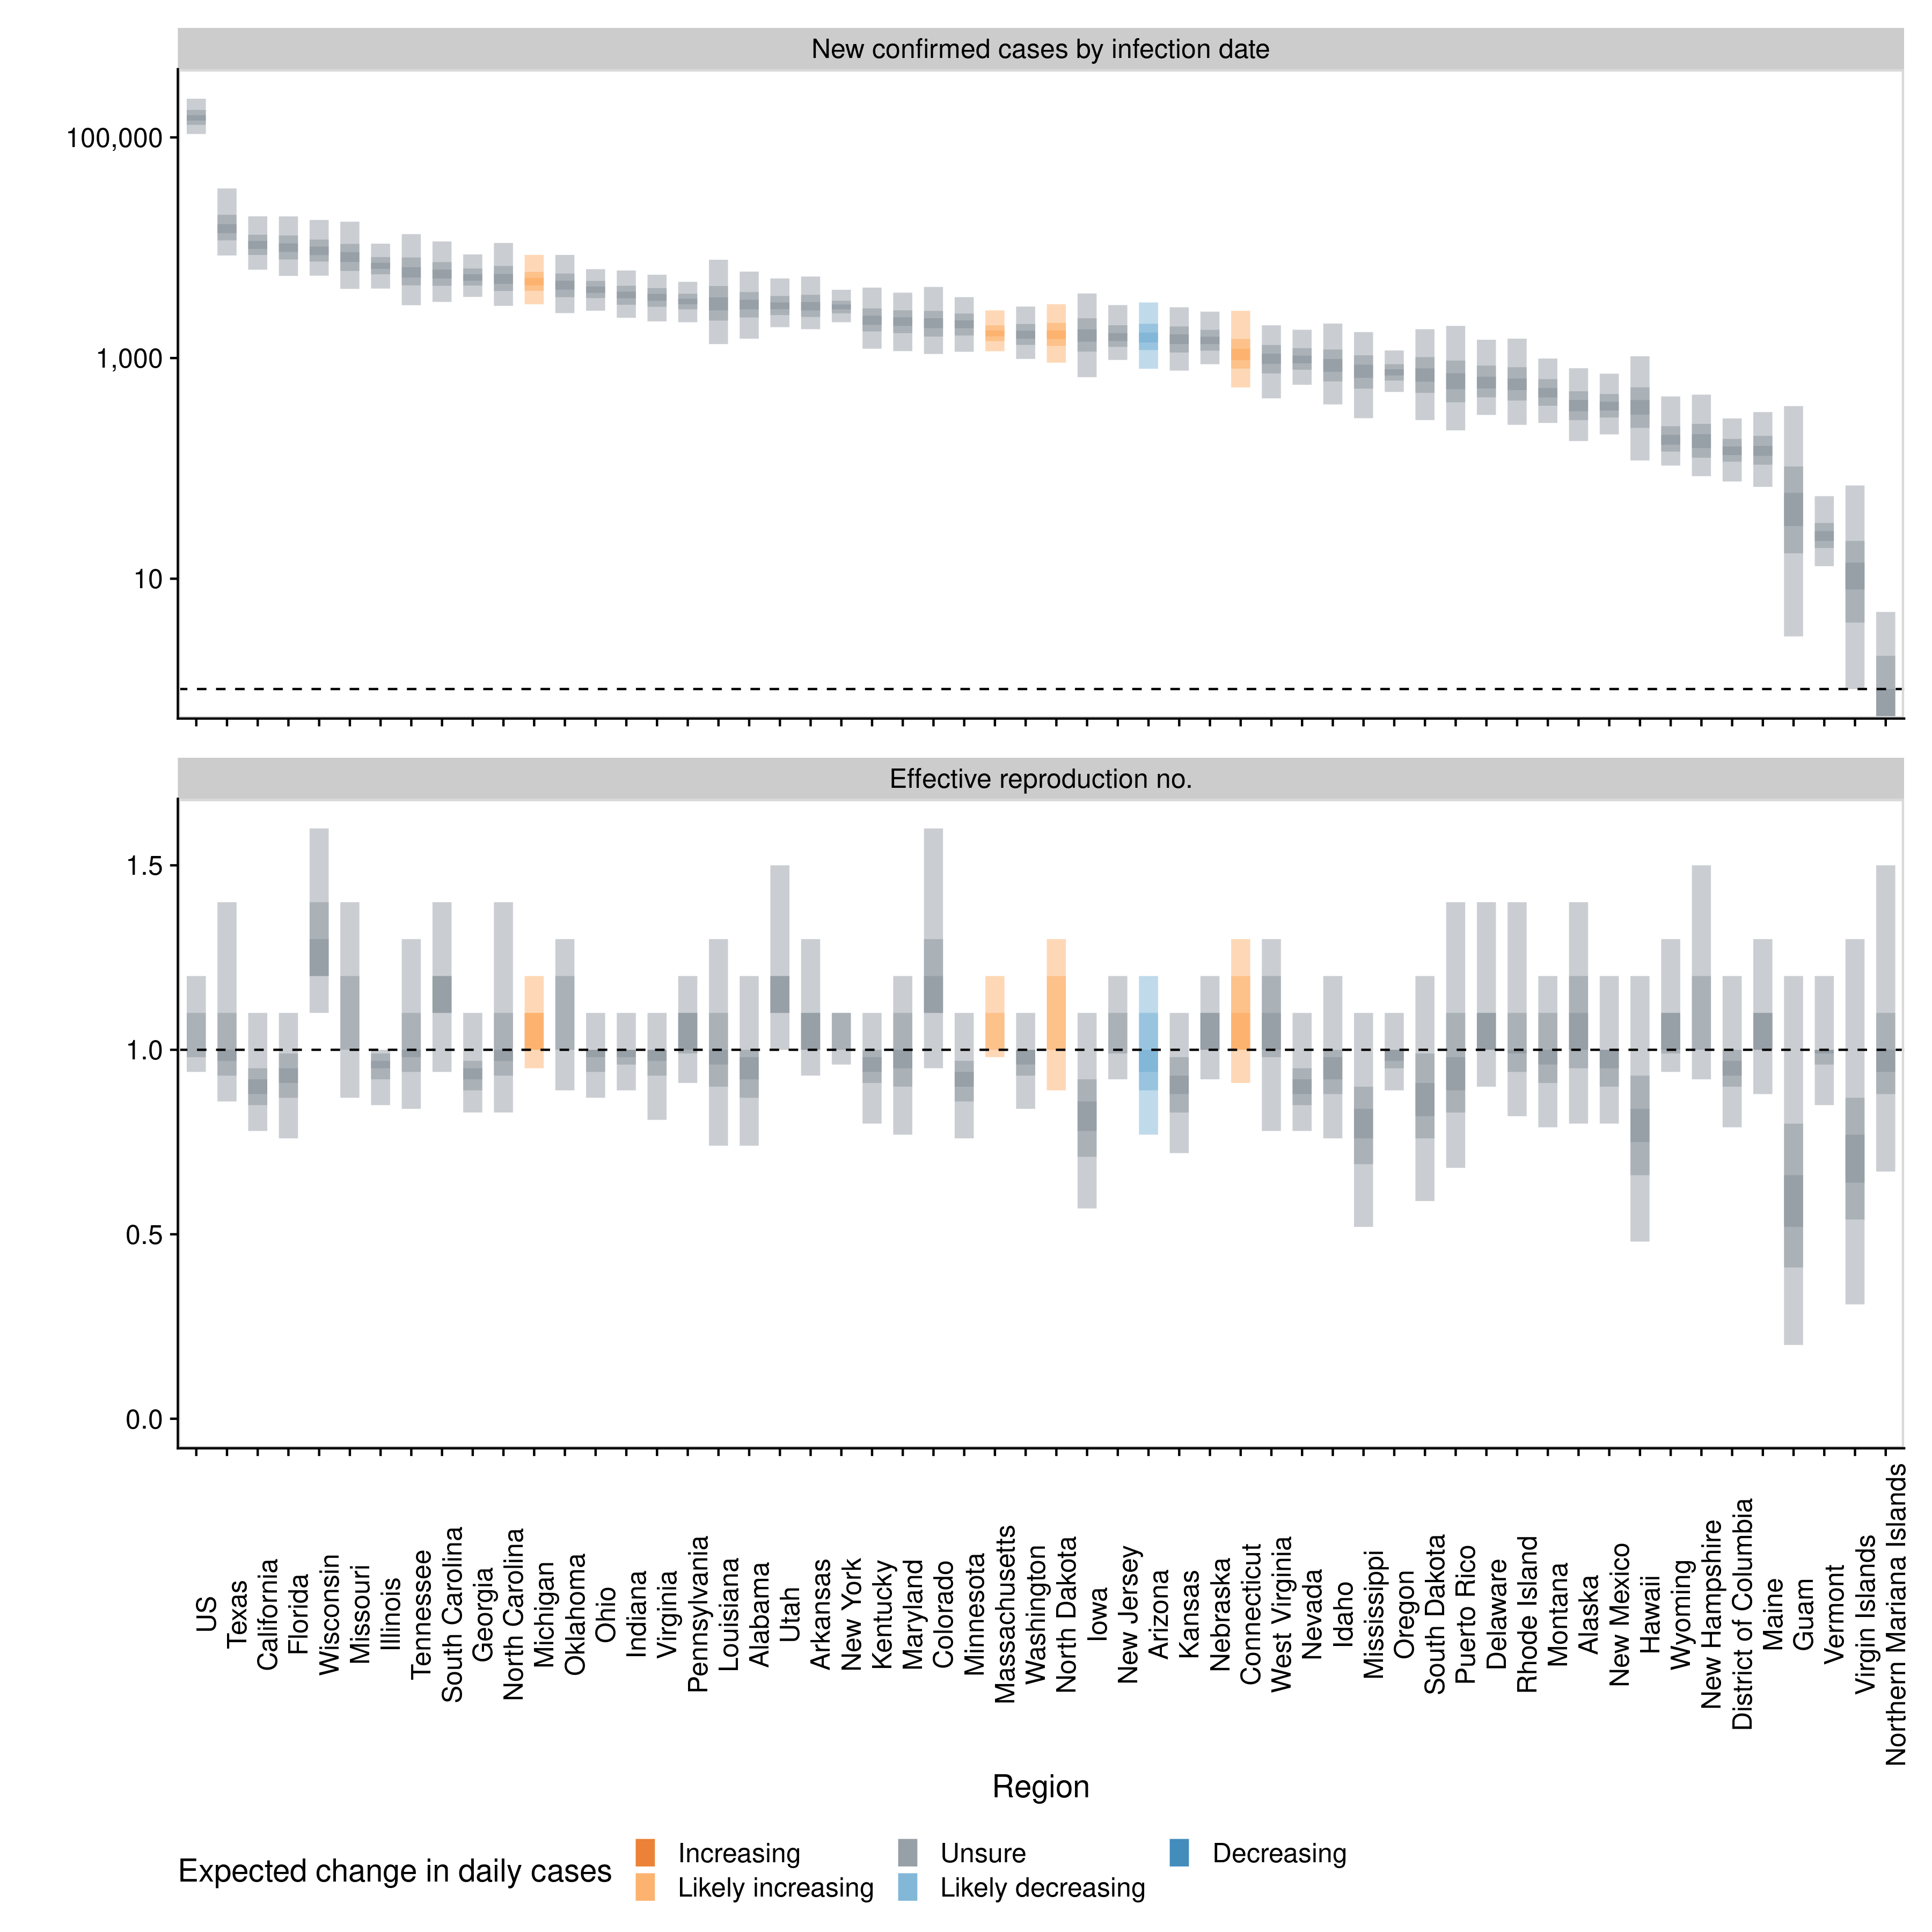 New confirmed cases by infection date
100,000
1,000
10
Effective reproduction no.
1.5
1.0
0.5
0.0
US
Texas
California
Florida
Wisconsin
Missouri
Illinois
Tennessee
South Carolina
Georgia
North Carolina
Michigan
Oklahoma
Ohio
Indiana
Virginia
Pennsylvania
Louisiana
Alabama
Utah
Arkansas
New York
Kentucky
Maryland
Colorado
Minnesota
Massachusetts
Washington
North Dakota
Iowa
New Jersey
Arizona
Kansas
Nebraska
Connecticut
West Virginia
Nevada
Idaho
Mississippi
Oregon
South Dakota
Puerto Rico
Delaware
Rhode Island
Montana
Alaska
New Mexico
Hawaii
Wyoming
New Hampshire
District of Columbia
Maine
Guam
Vermont
Virgin Islands
Northern Mariana Islands
Region
Expected change in daily cases
Increasing
Unsure
Decreasing
Likely increasing
Likely decreasing